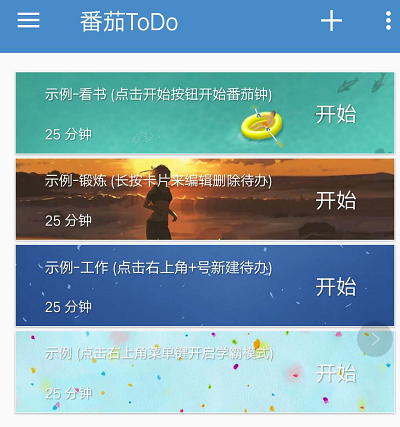 番茄ToDo
示例-看书 (点击开始按钮开始番茄钟)
开始
25 分钟
示例-锻炼 (长按卡片来编辑删除待办)
开始
25 分钟
示例-工作 (点击右上角+号新建待办)
开始
25 分钟
示例 (点击右上角菜单键开启学霸模式)
开始
25 分钟